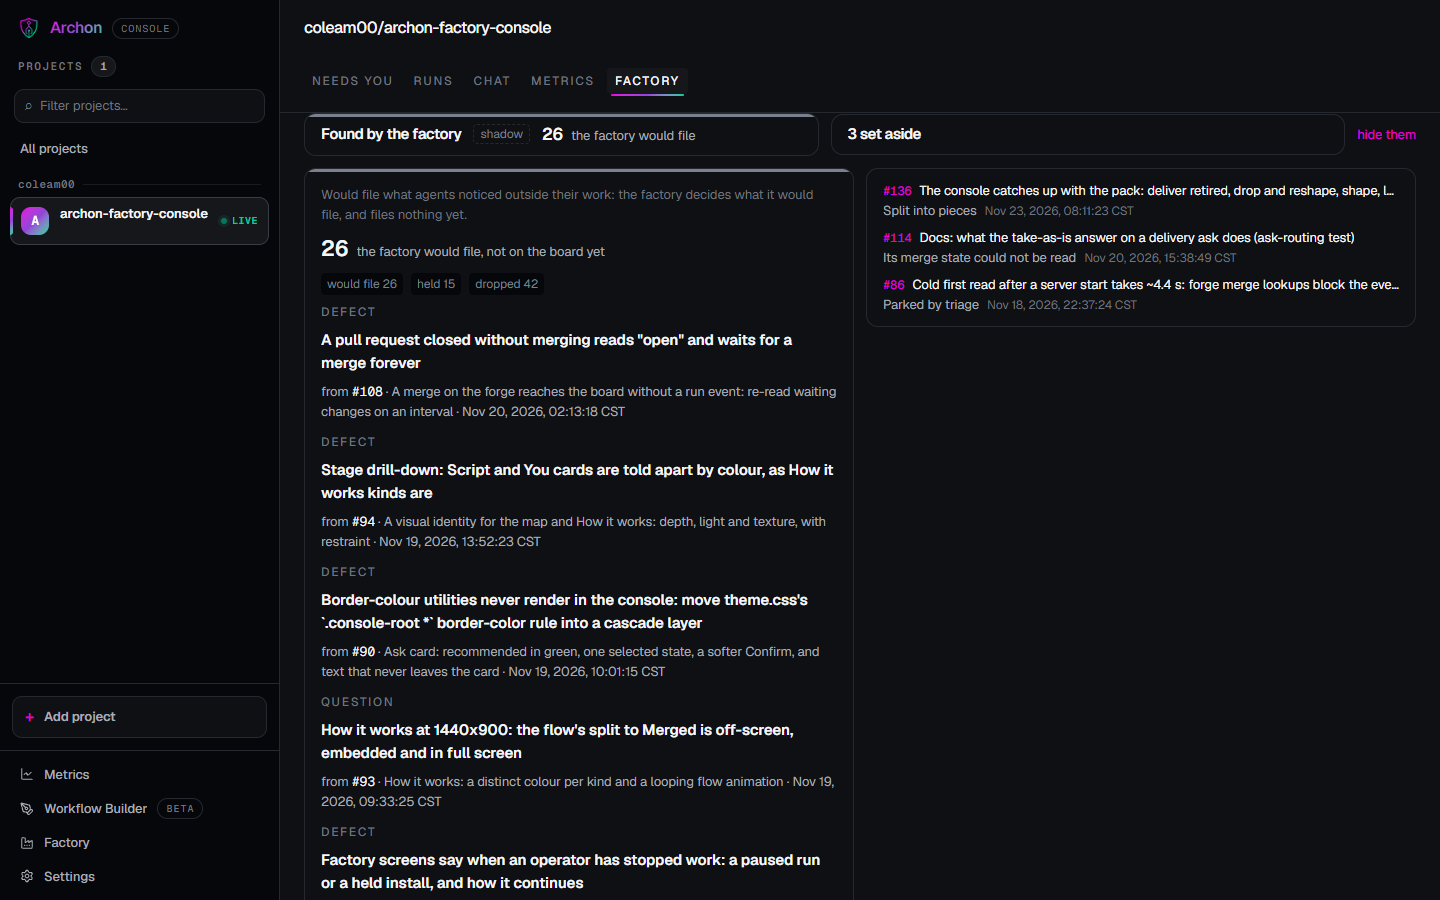 Archon CONSOLE
PROJECTS 1
Filter projects...
All projects
coleam00
A archon-factory-console LIVE
+ Add project
Metrics
Workflow Builder BETA
Factory
Settings
coleam00/archon-factory-console
NEEDS YOU RUNS CHAT METRICS FACTORY
Found by the factory shadow 26 the factory would file
3 set aside
hide them
Would file what agents noticed outside their work: the factory decides what it would
file, and files nothing yet.
26 the factory would file, not on the board yet
would file 26 held 15 dropped 42
DEFECT
A pull request closed without merging reads "open" and waits for a
merge forever
from #108 · A merge on the forge reaches the board without a run event: re-read waiting
changes on an interval · Nov 20, 2026, 02:13:18 CST
DEFECT
Stage drill-down: Script and You cards are told apart by colour, as How it
works kinds are
from #94 · A visual identity for the map and How it works: depth, light and texture, with
restraint · Nov 19, 2026, 13:52:23 CST
DEFECT
Border-colour utilities never render in the console: move theme.css's
`.console-root *` border-color rule into a cascade layer
from #90 · Ask card: recommended in green, one selected state, a softer Confirm, and
text that never leaves the card · Nov 19, 2026, 10:01:15 CST
QUESTION
How it works at 1440x900: the flow's split to Merged is off-screen,
embedded and in full screen
from #93 · How it works: a distinct colour per kind and a looping flow animation · Nov 19,
2026, 09:33:25 CST
DEFECT
Factory screens say when an operator has stopped work: a paused run
or a held install, and how it continues
#136 The console catches up with the pack: deliver retired, drop and reshape, shape, l...
Split into pieces Nov 23, 2026, 08:11:23 CST
#114 Docs: what the take-as-is answer on a delivery ask does (ask-routing test)
Its merge state could not be read Nov 20, 2026, 15:38:49 CST
#86 Cold first read after a server start takes ~4.4 s: forge merge lookups block the eve...
Parked by triage Nov 18, 2026, 22:37:24 CST